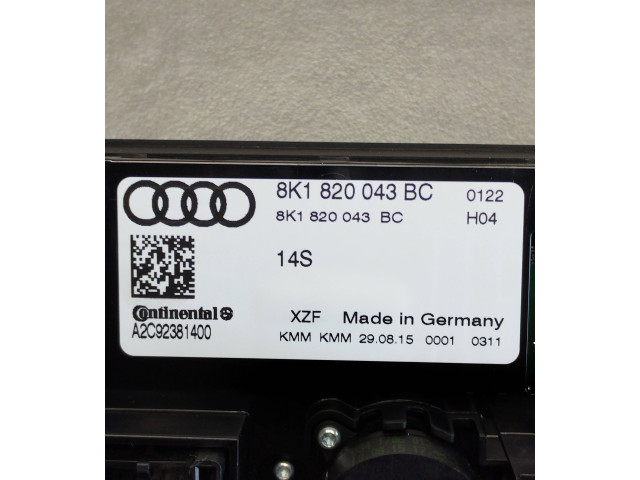 8K1 820 043 BC 0122
8K1 820 043 BC H04
14S
Continental
A2C92381400
XZF Made in Germany
KMM KMM 29.08.15 0001 0311